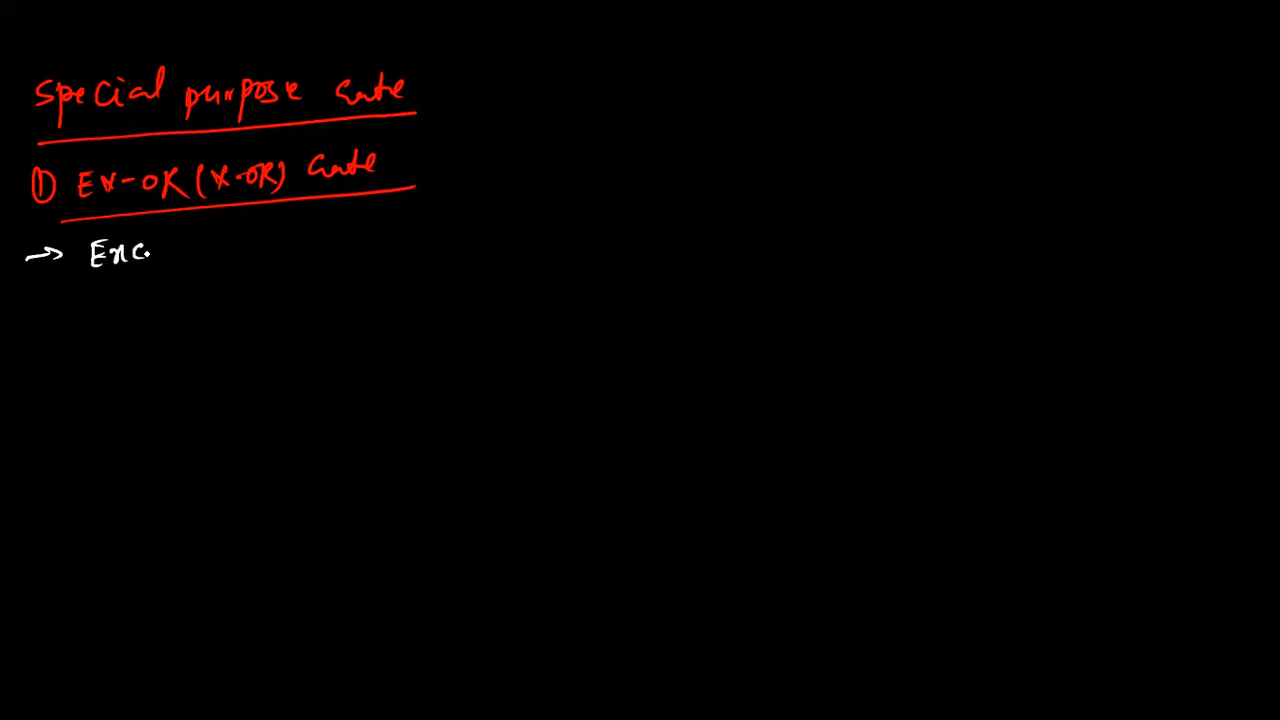 Special purpose Gate
① EX-OR (X-OR) Gate
→ Exc